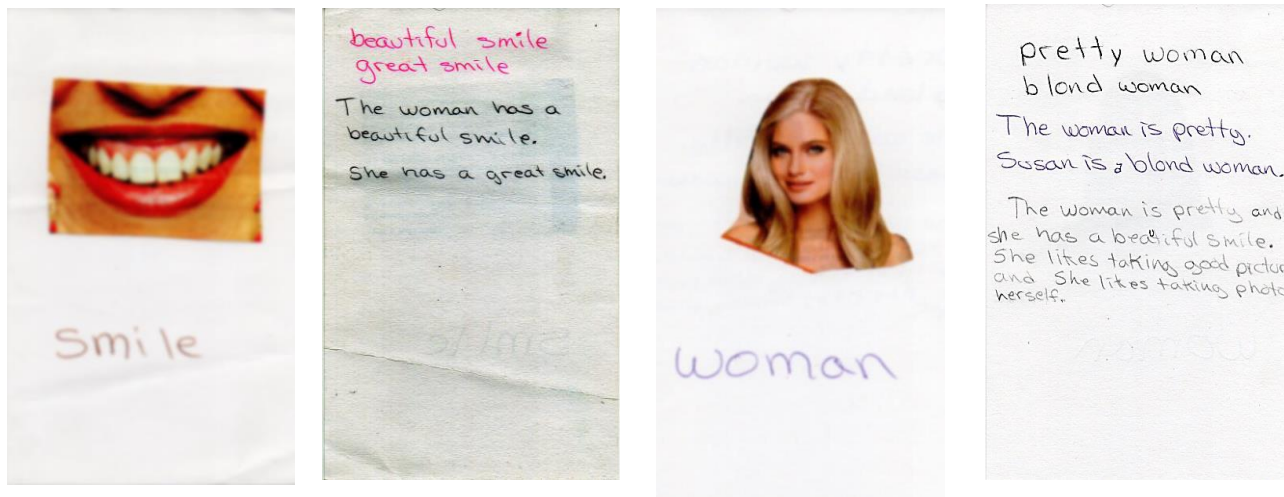 smile
beautiful smile
great smile
The woman has a
beautiful smile.
She has a great smile.
woman
pretty woman
blond woman
The woman is pretty.
Susan is a blond woman.
The woman is pretty and
she has a beautiful smile.
She likes taking good
and She likes taking
herself.